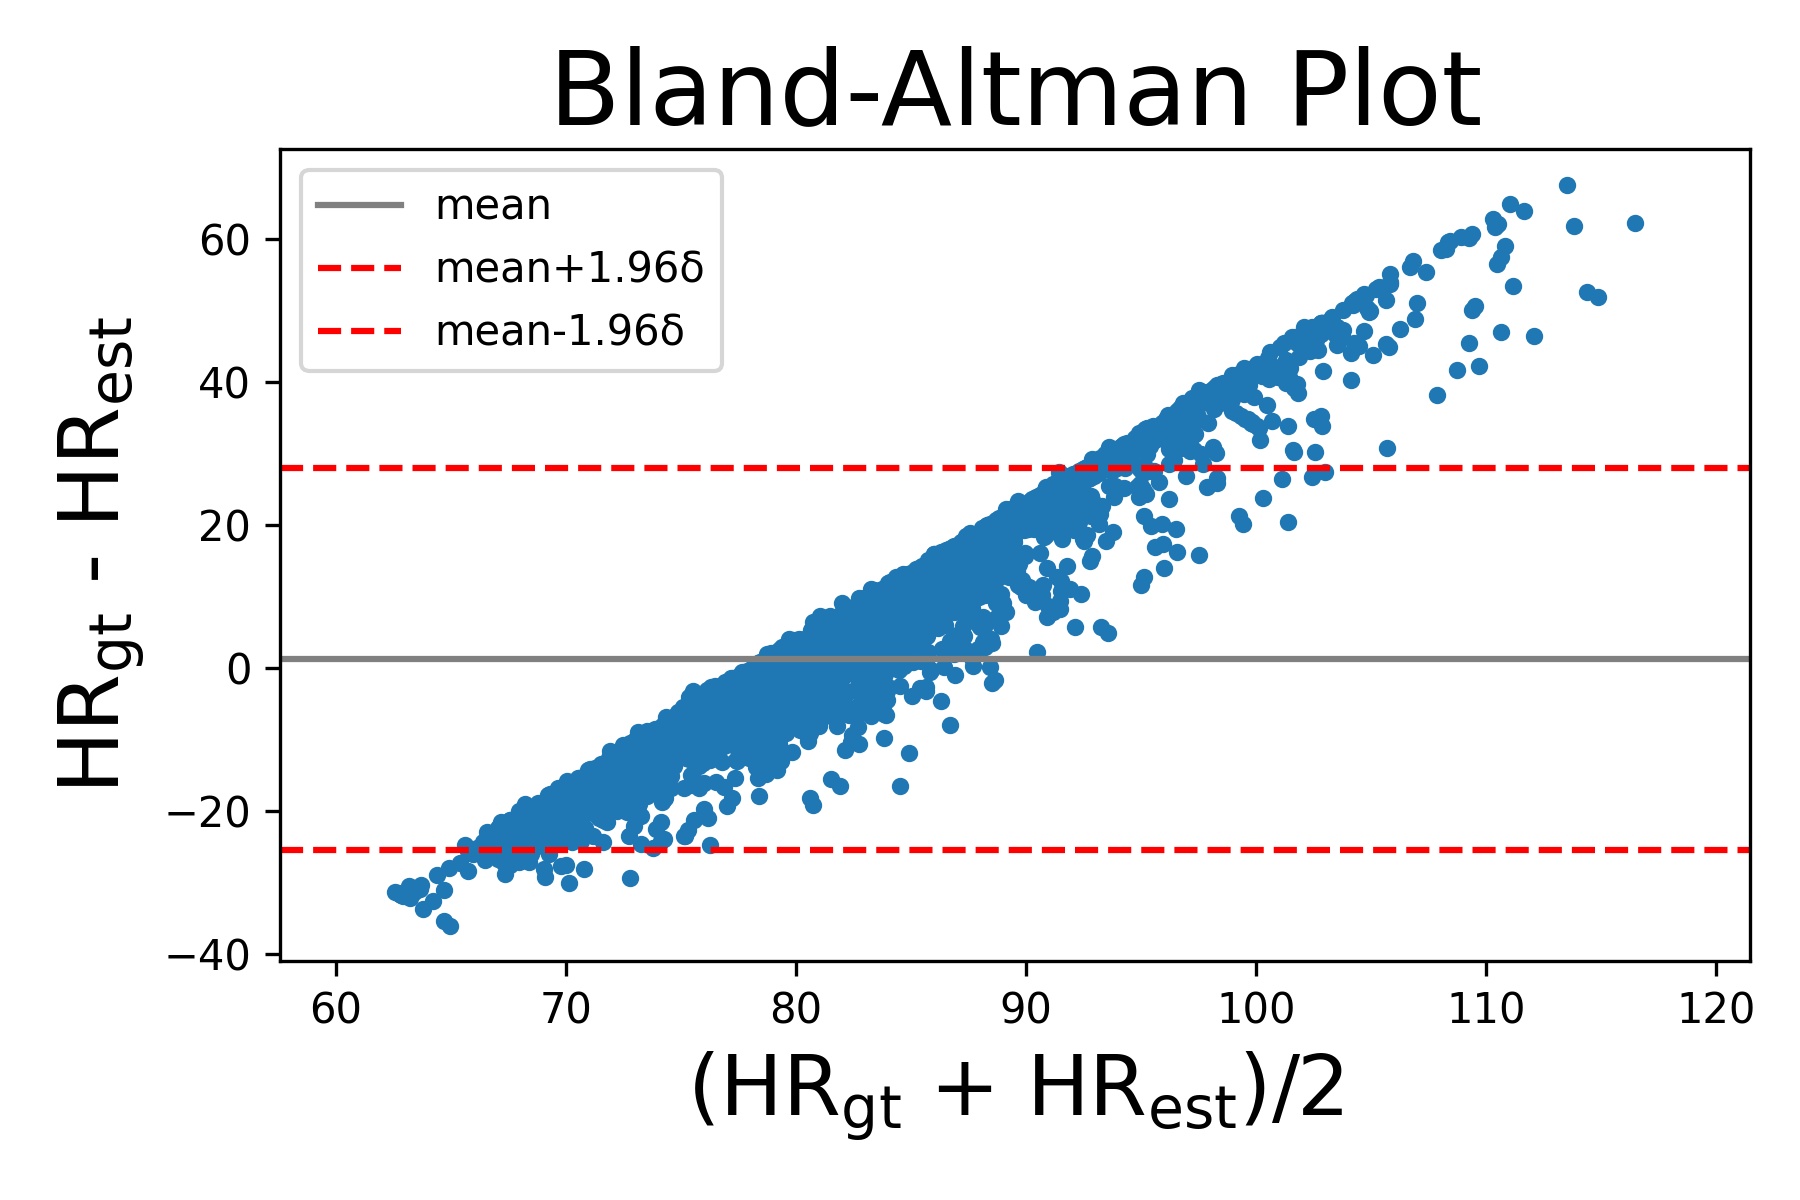 Bland-Altman Plot
mean
mean+1.96δ
mean-1.96δ
HRgt - HRest
60
40
20
0
−20
−40
60 70 80 90 100 110 120
(HRgt + HRest)/2